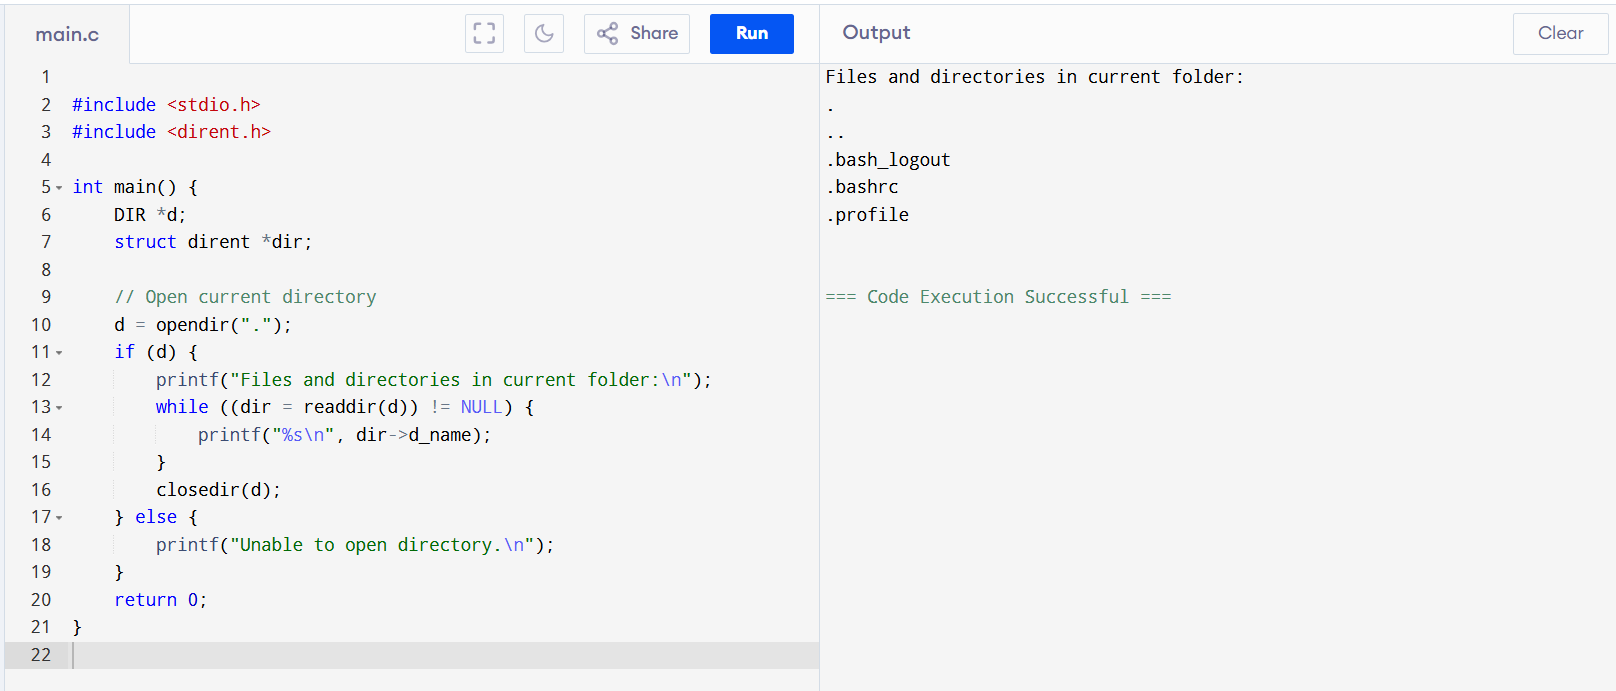 main.c
Share
Run
Output
Clear
1
2 #include <stdio.h>
3 #include <dirent.h>
4
5 int main() {
6     DIR *d;
7     struct dirent *dir;
8
9     // Open current directory
10     d = opendir(".");
11     if (d) {
12         printf("Files and directories in current folder:\n");
13         while ((dir = readdir(d)) != NULL) {
14             printf("%s\n", dir->d_name);
15         }
16         closedir(d);
17     } else {
18         printf("Unable to open directory.\n");
19     }
20     return 0;
21 }
22
Files and directories in current folder:
.
..
.bash_logout
.bashrc
.profile
=== Code Execution Successful ===